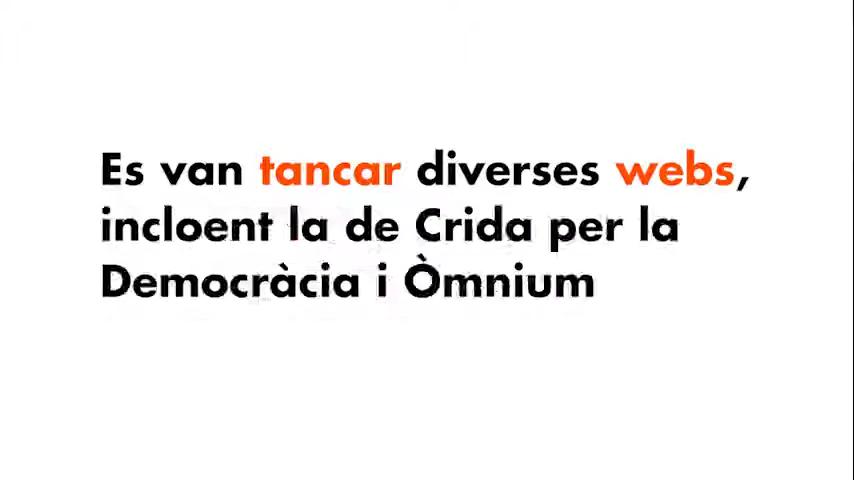 Es van tancar diverses webs,
incloent la de Crida per la
Democràcia i Òmnium